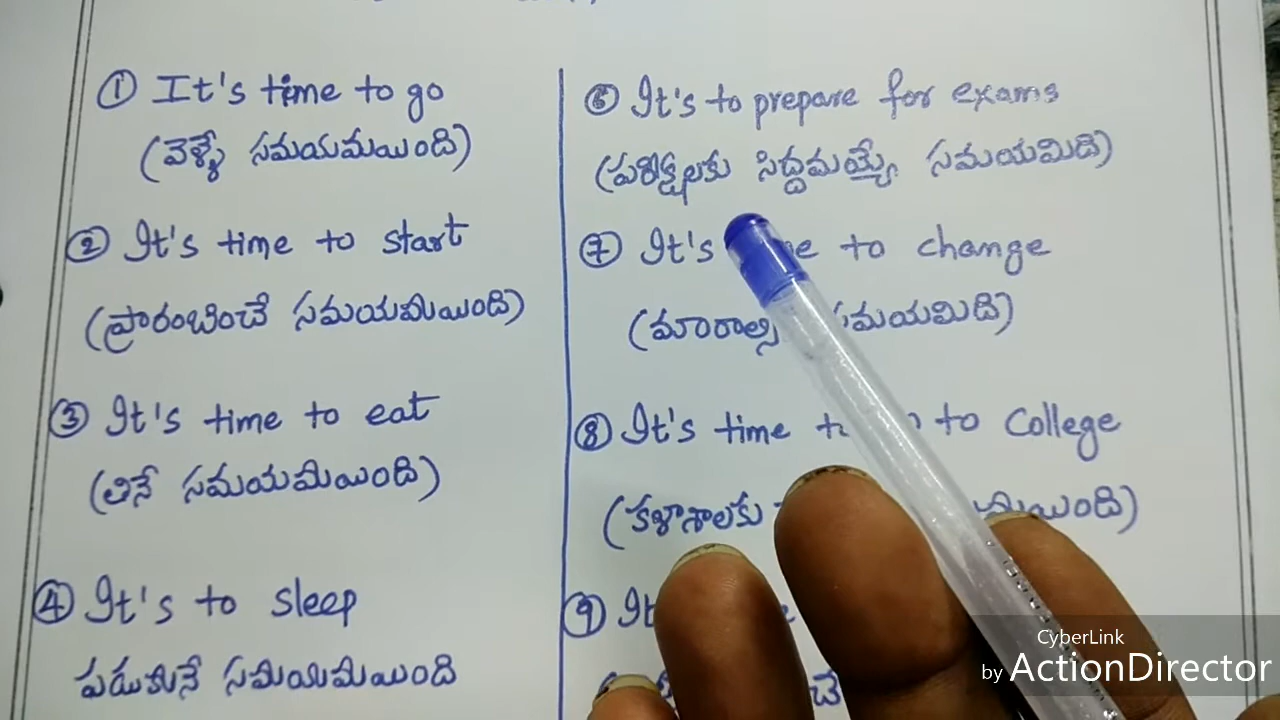 ① It's time to go
(వెళ్ళే సమయమయింది)
② It's time to start
(ప్రారంబించే సమయమయింది)
③ It's time to eat
(తినే సమయమయింది)
④ It's to sleep
పడుకునే సమయమయింది
⑥ It's to prepare for exams
(పరీక్షలకు సిద్ధమయ్యే సమయమిది)
⑦ It's to change
(సమయమిది)
⑧ It's time to College
(కళాశాలకు
⑨
CyberLink
by ActionDirector